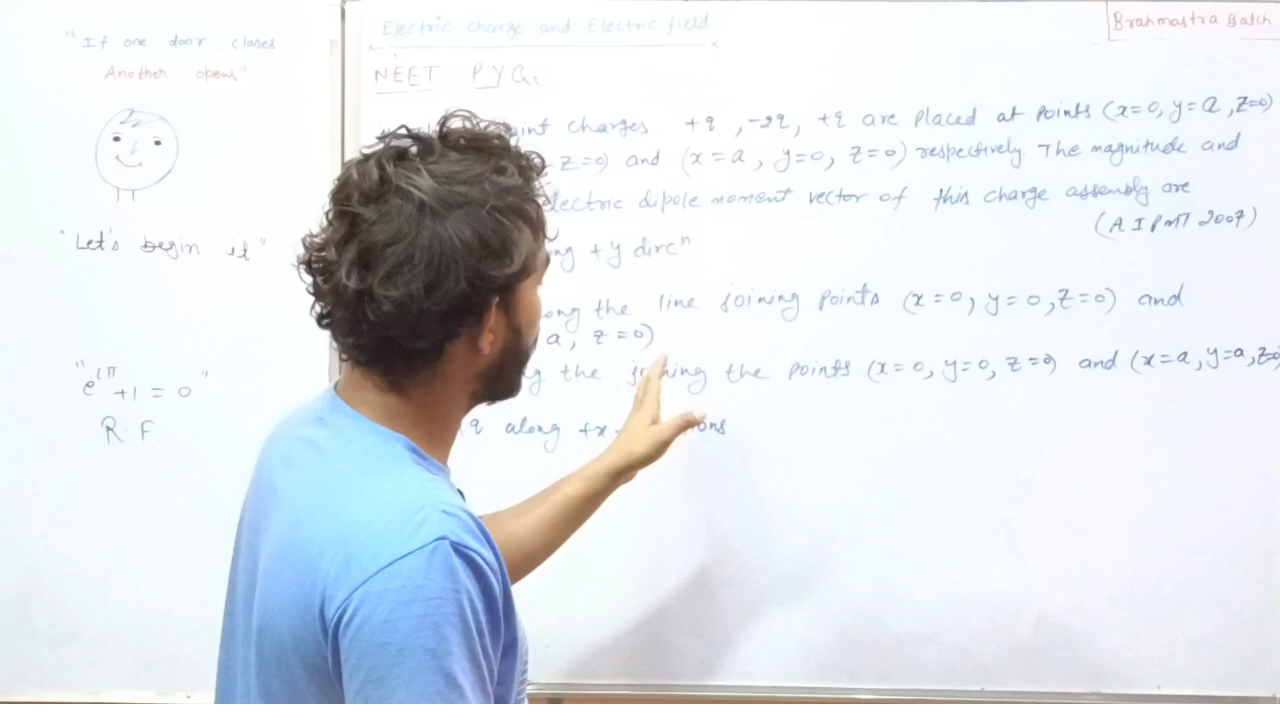 "If one door closes
Another opens".
"Let's begin it"
"e^{iπ} +1 = 0"
R. F.
Electric charge and Electric field
Brahmastra Batch
NEET PYQs
charges +q, -2q, +q are placed at points (x=0, y=a, z=0)
z=0) and (x=a, y=0, z=0) respectively. The magnitude and
electric dipole moment vector of this charge assembly are
(AIPMT 2007)
+y dircⁿ
the line joining points (x=0, y=0, z=0) and
a, z=0)
the joining the points (x=0, y=0, z=0) and (x=a, y=a, z=0
q along +x